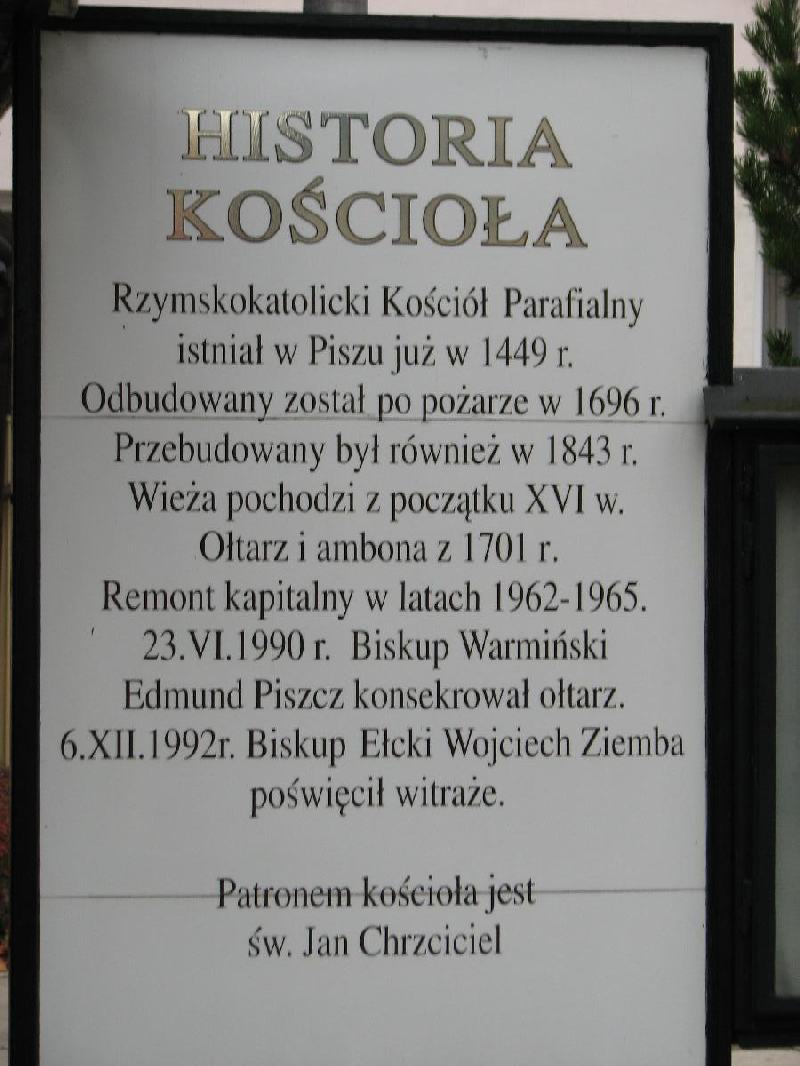 HISTORIA
KOŚCIOŁA
Rzymskokatolicki Kościół Parafialny
istniał w Piszu już w 1449 r.
Odbudowany został po pożarze w 1696 r.
Przebudowany był również w 1843 r.
Wieża pochodzi z początku XVI w.
Ołtarz i ambona z 1701 r.
Remont kapitalny w latach 1962-1965.
23.VI.1990 r. Biskup Warmiński
Edmund Piszcz konsekrował ołtarz.
6.XII.1992r. Biskup Ełcki Wojciech Ziemba
poświęcił witraże.
Patronem kościoła jest
św. Jan Chrzciciel